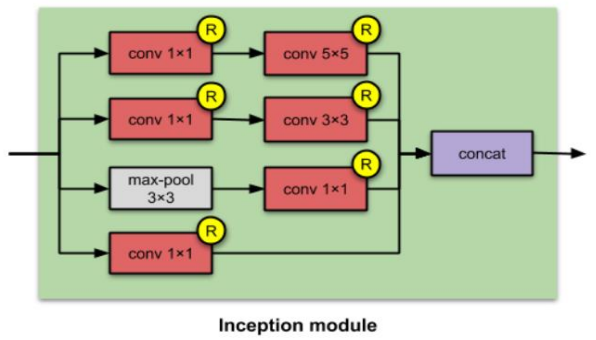 R
R
conv 1×1
conv 5×5
R
R
conv 1×1
conv 3×3
concat
R
max-pool
3×3
conv 1×1
R
conv 1×1
Inception module